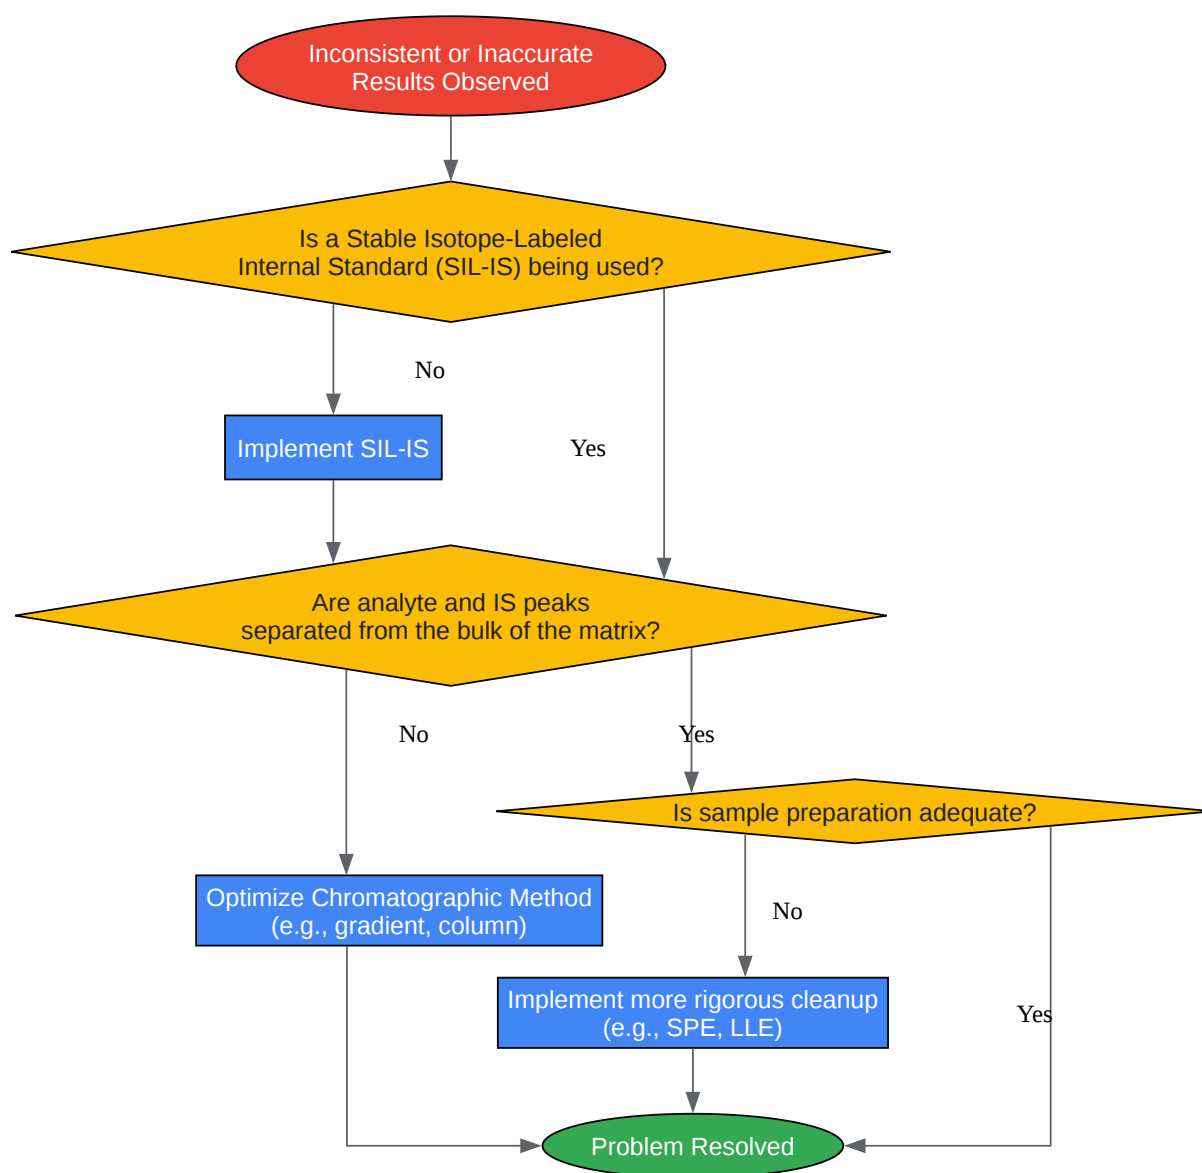 Inconsistent or Inaccurate
Results Observed
Is a Stable Isotope-Labeled
Internal Standard (SIL-IS) being used?
No
Implement SIL-IS
Yes
Are analyte and IS peaks
separated from the bulk of the matrix?
No
Yes
Is sample preparation adequate?
Optimize Chromatographic Method
(e.g., gradient, column)
No
Implement more rigorous cleanup
(e.g., SPE, LLE)
Yes
Problem Resolved